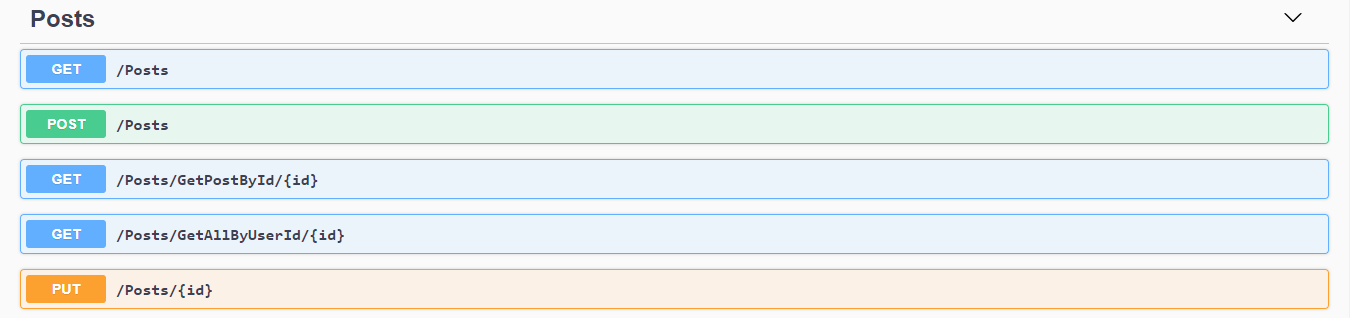 Posts
GET /Posts
POST /Posts
GET /Posts/GetPostById/{id}
GET /Posts/GetAllByUserId/{id}
PUT /Posts/{id}